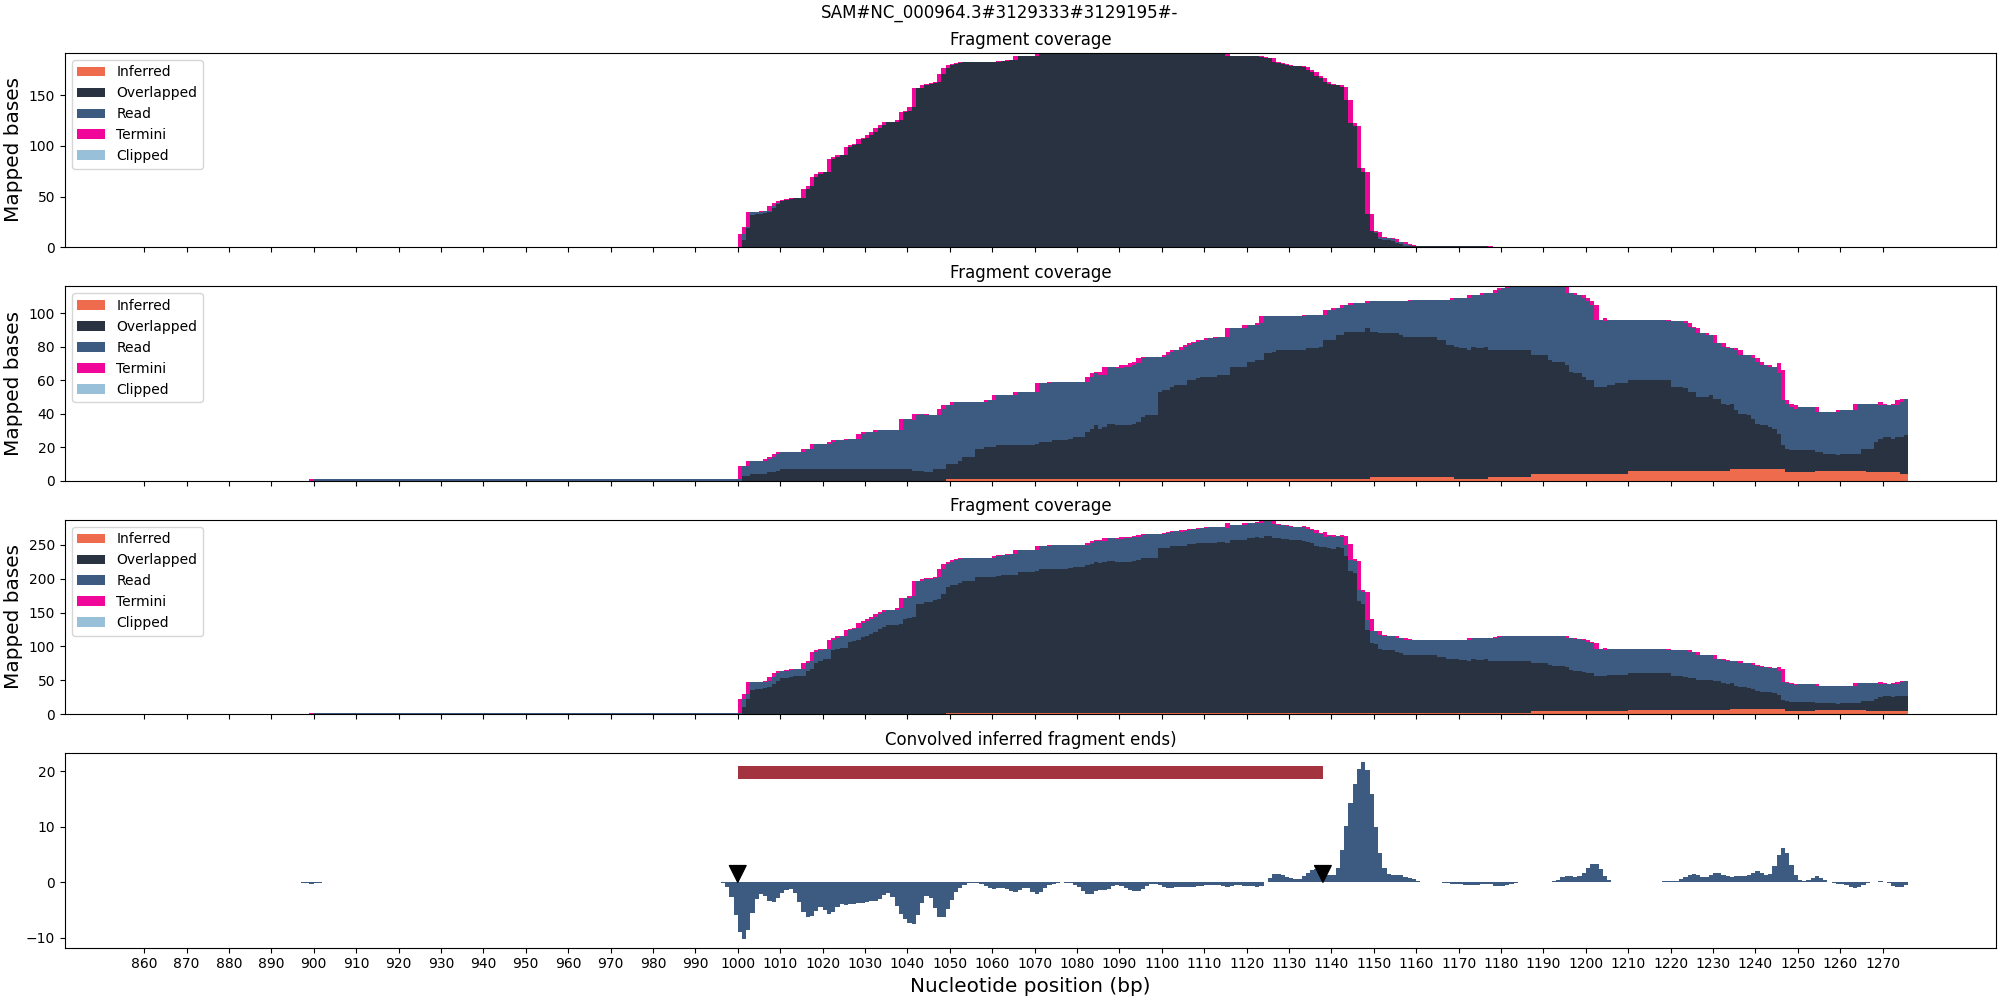 SAM#NC_000964.3#3129333#3129195#-
Fragment coverage
Mapped bases
150
100
50
0
Inferred
Overlapped
Read
Termini
Clipped
Fragment coverage
Mapped bases
100
80
60
40
20
0
Inferred
Overlapped
Read
Termini
Clipped
Fragment coverage
Mapped bases
250
200
150
100
50
0
Inferred
Overlapped
Read
Termini
Clipped
Convolved inferred fragment ends)
20
10
0
−10
860 870 880 890 900 910 920 930 940 950 960 970 980 990 1000 1010 1020 1030 1040 1050 1060 1070 1080 1090 1100 1110 1120 1130 1140 1150 1160 1170 1180 1190 1200 1210 1220 1230 1240 1250 1260 1270
Nucleotide position (bp)